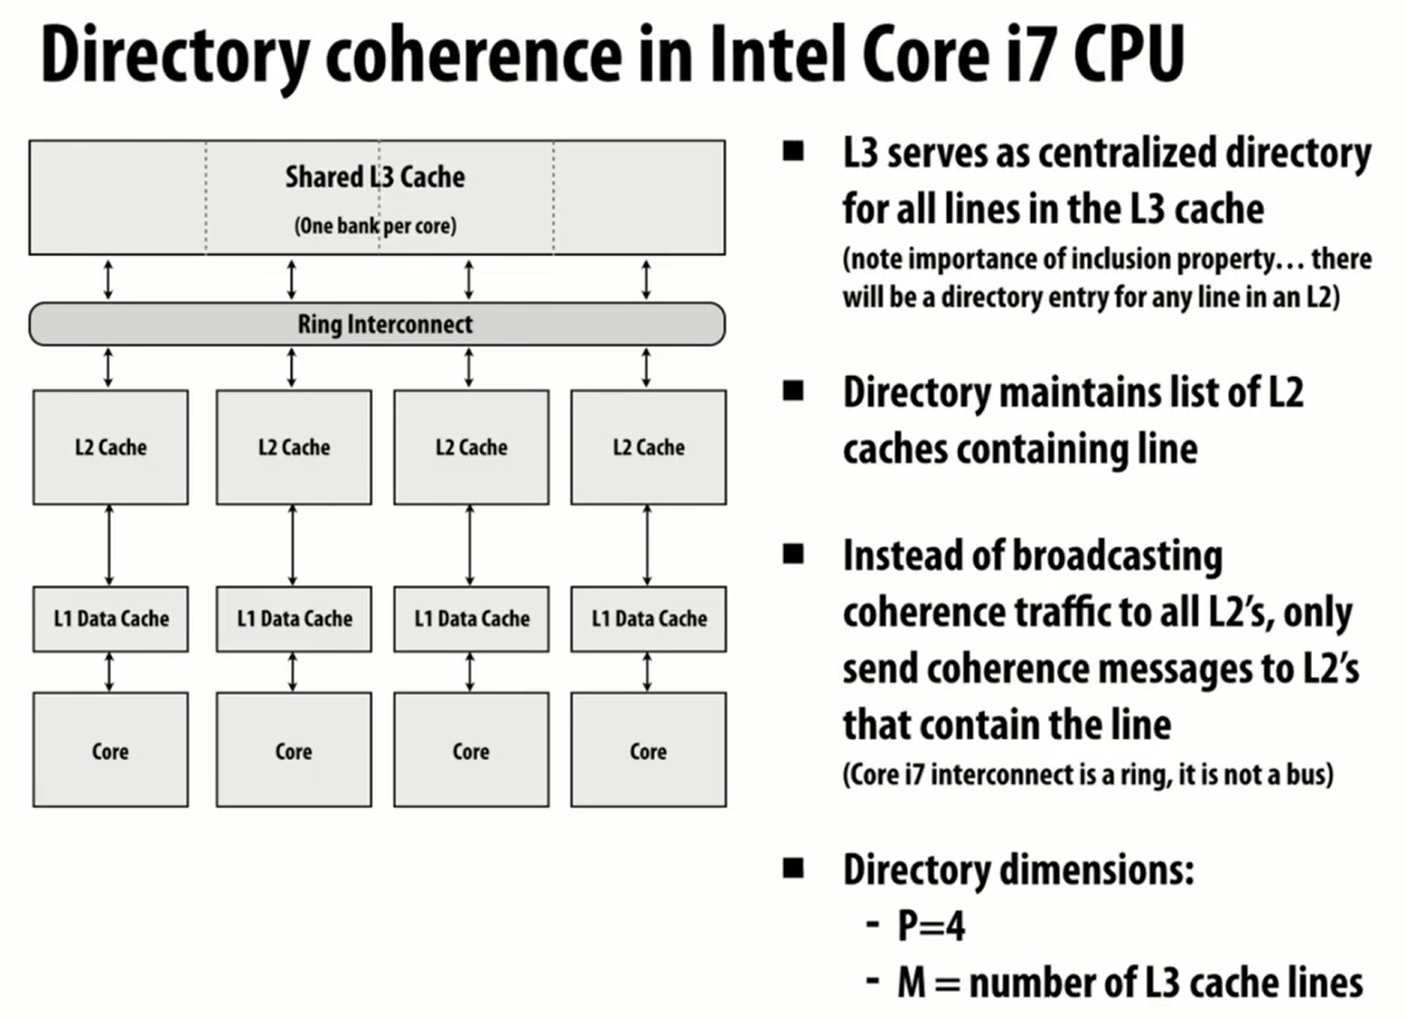 Directory coherence in Intel Core i7 CPU
Shared L3 Cache
(One bank per core)
Ring Interconnect
L2 Cache
L2 Cache
L2 Cache
L2 Cache
L1 Data Cache
L1 Data Cache
L1 Data Cache
L1 Data Cache
Core
Core
Core
Core
■ L3 serves as centralized directory
for all lines in the L3 cache
(note importance of inclusion property… there
will be a directory entry for any line in an L2)
■ Directory maintains list of L2
caches containing line
■ Instead of broadcasting
coherence traffic to all L2’s, only
send coherence messages to L2’s
that contain the line
(Core i7 interconnect is a ring, it is not a bus)
■ Directory dimensions:
- P=4
- M = number of L3 cache lines